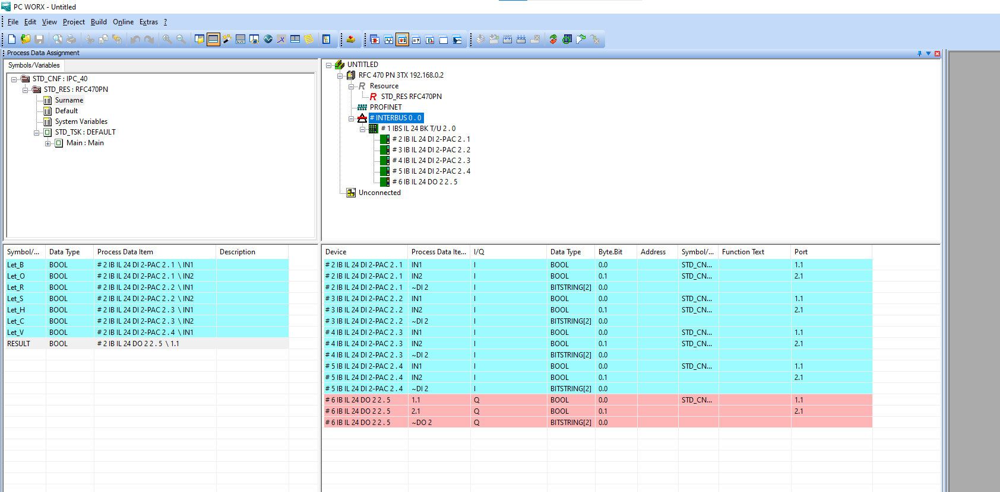 PC WORX - Untitled
File Edit View Project Build Online Extras ?
Process Data Assignment
Symbols/Variables
STD_CNF : IPC_40
STD_RES : RFC470PN
Surname
Default
System Variables
STD_TSK : DEFAULT
Main : Main
UNTITLED
RFC 470 PN 3TX 192.168.0.2
Resource
STD_RES RFC470PN
PROFINET
# INTERBUS 0 . 0
# 1 IBS IL 24 BK T/U 2 . 0
# 2 IB IL 24 DI 2-PAC 2 . 1
# 3 IB IL 24 DI 2-PAC 2 . 2
# 4 IB IL 24 DI 2-PAC 2 . 3
# 5 IB IL 24 DI 2-PAC 2 . 4
# 6 IB IL 24 DO 2 2 . 5
Unconnected
Symbol/... Data Type Process Data Item Description
Let_B BOOL # 2 IB IL 24 DI 2-PAC 2 . 1 \ IN1
Let_O BOOL # 2 IB IL 24 DI 2-PAC 2 . 1 \ IN2
Let_R BOOL # 2 IB IL 24 DI 2-PAC 2 . 2 \ IN1
Let_S BOOL # 2 IB IL 24 DI 2-PAC 2 . 2 \ IN2
Let_H BOOL # 2 IB IL 24 DI 2-PAC 2 . 3 \ IN1
Let_C BOOL # 2 IB IL 24 DI 2-PAC 2 . 3 \ IN2
Let_V BOOL # 2 IB IL 24 DI 2-PAC 2 . 4 \ IN1
RESULT BOOL # 2 IB IL 24 DO 2 2 . 5 \ 1.1
Device Process Data Ite... I/Q Data Type Byte.Bit Address Symbol/... Function Text Port
# 2 IB IL 24 DI 2-PAC 2 . 1 IN1 I BOOL 0.0 STD_CN... 1.1
# 2 IB IL 24 DI 2-PAC 2 . 1 IN2 I BOOL 0.1 STD_CN... 2.1
# 2 IB IL 24 DI 2-PAC 2 . 1 ~DI 2 I BITSTRING[2] 0.0
# 3 IB IL 24 DI 2-PAC 2 . 2 IN1 I BOOL 0.0 STD_CN... 1.1
# 3 IB IL 24 DI 2-PAC 2 . 2 IN2 I BOOL 0.1 STD_CN... 2.1
# 3 IB IL 24 DI 2-PAC 2 . 2 ~DI 2 I BITSTRING[2] 0.0
# 4 IB IL 24 DI 2-PAC 2 . 3 IN1 I BOOL 0.0 STD_CN... 1.1
# 4 IB IL 24 DI 2-PAC 2 . 3 IN2 I BOOL 0.1 STD_CN... 2.1
# 4 IB IL 24 DI 2-PAC 2 . 3 ~DI 2 I BITSTRING[2] 0.0
# 5 IB IL 24 DI 2-PAC 2 . 4 IN1 I BOOL 0.0 STD_CN... 1.1
# 5 IB IL 24 DI 2-PAC 2 . 4 IN2 I BOOL 0.1 2.1
# 5 IB IL 24 DI 2-PAC 2 . 4 ~DI 2 I BITSTRING[2] 0.0
# 6 IB IL 24 DO 2 2 . 5 1.1 Q BOOL 0.0 STD_CN... 1.1
# 6 IB IL 24 DO 2 2 . 5 2.1 Q BOOL 0.1 2.1
# 6 IB IL 24 DO 2 2 . 5 ~DO 2 Q BITSTRING[2] 0.0